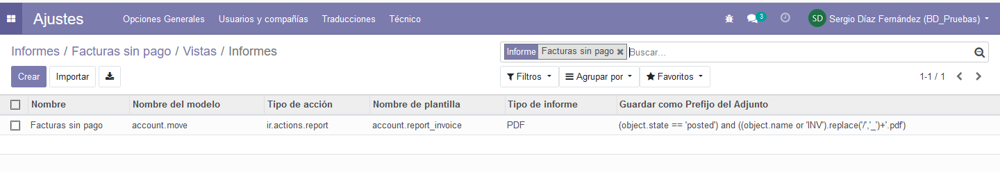 Ajustes Opciones Generales Usuarios y compañías Traducciones Técnico 3 SD Sergio Díaz Fernández (BD_Pruebas)
Informes / Facturas sin pago / Vistas / Informes Informe Facturas sin pago Buscar...
Crear Importar Filtros Agrupar por Favoritos 1-1 / 1
Nombre Nombre del modelo Tipo de acción Nombre de plantilla Tipo de informe Guardar como Prefijo del Adjunto
Facturas sin pago account.move ir.actions.report account.report_invoice PDF (object.state == 'posted') and ((object.name or 'INV').replace('/','_')+'.pdf')